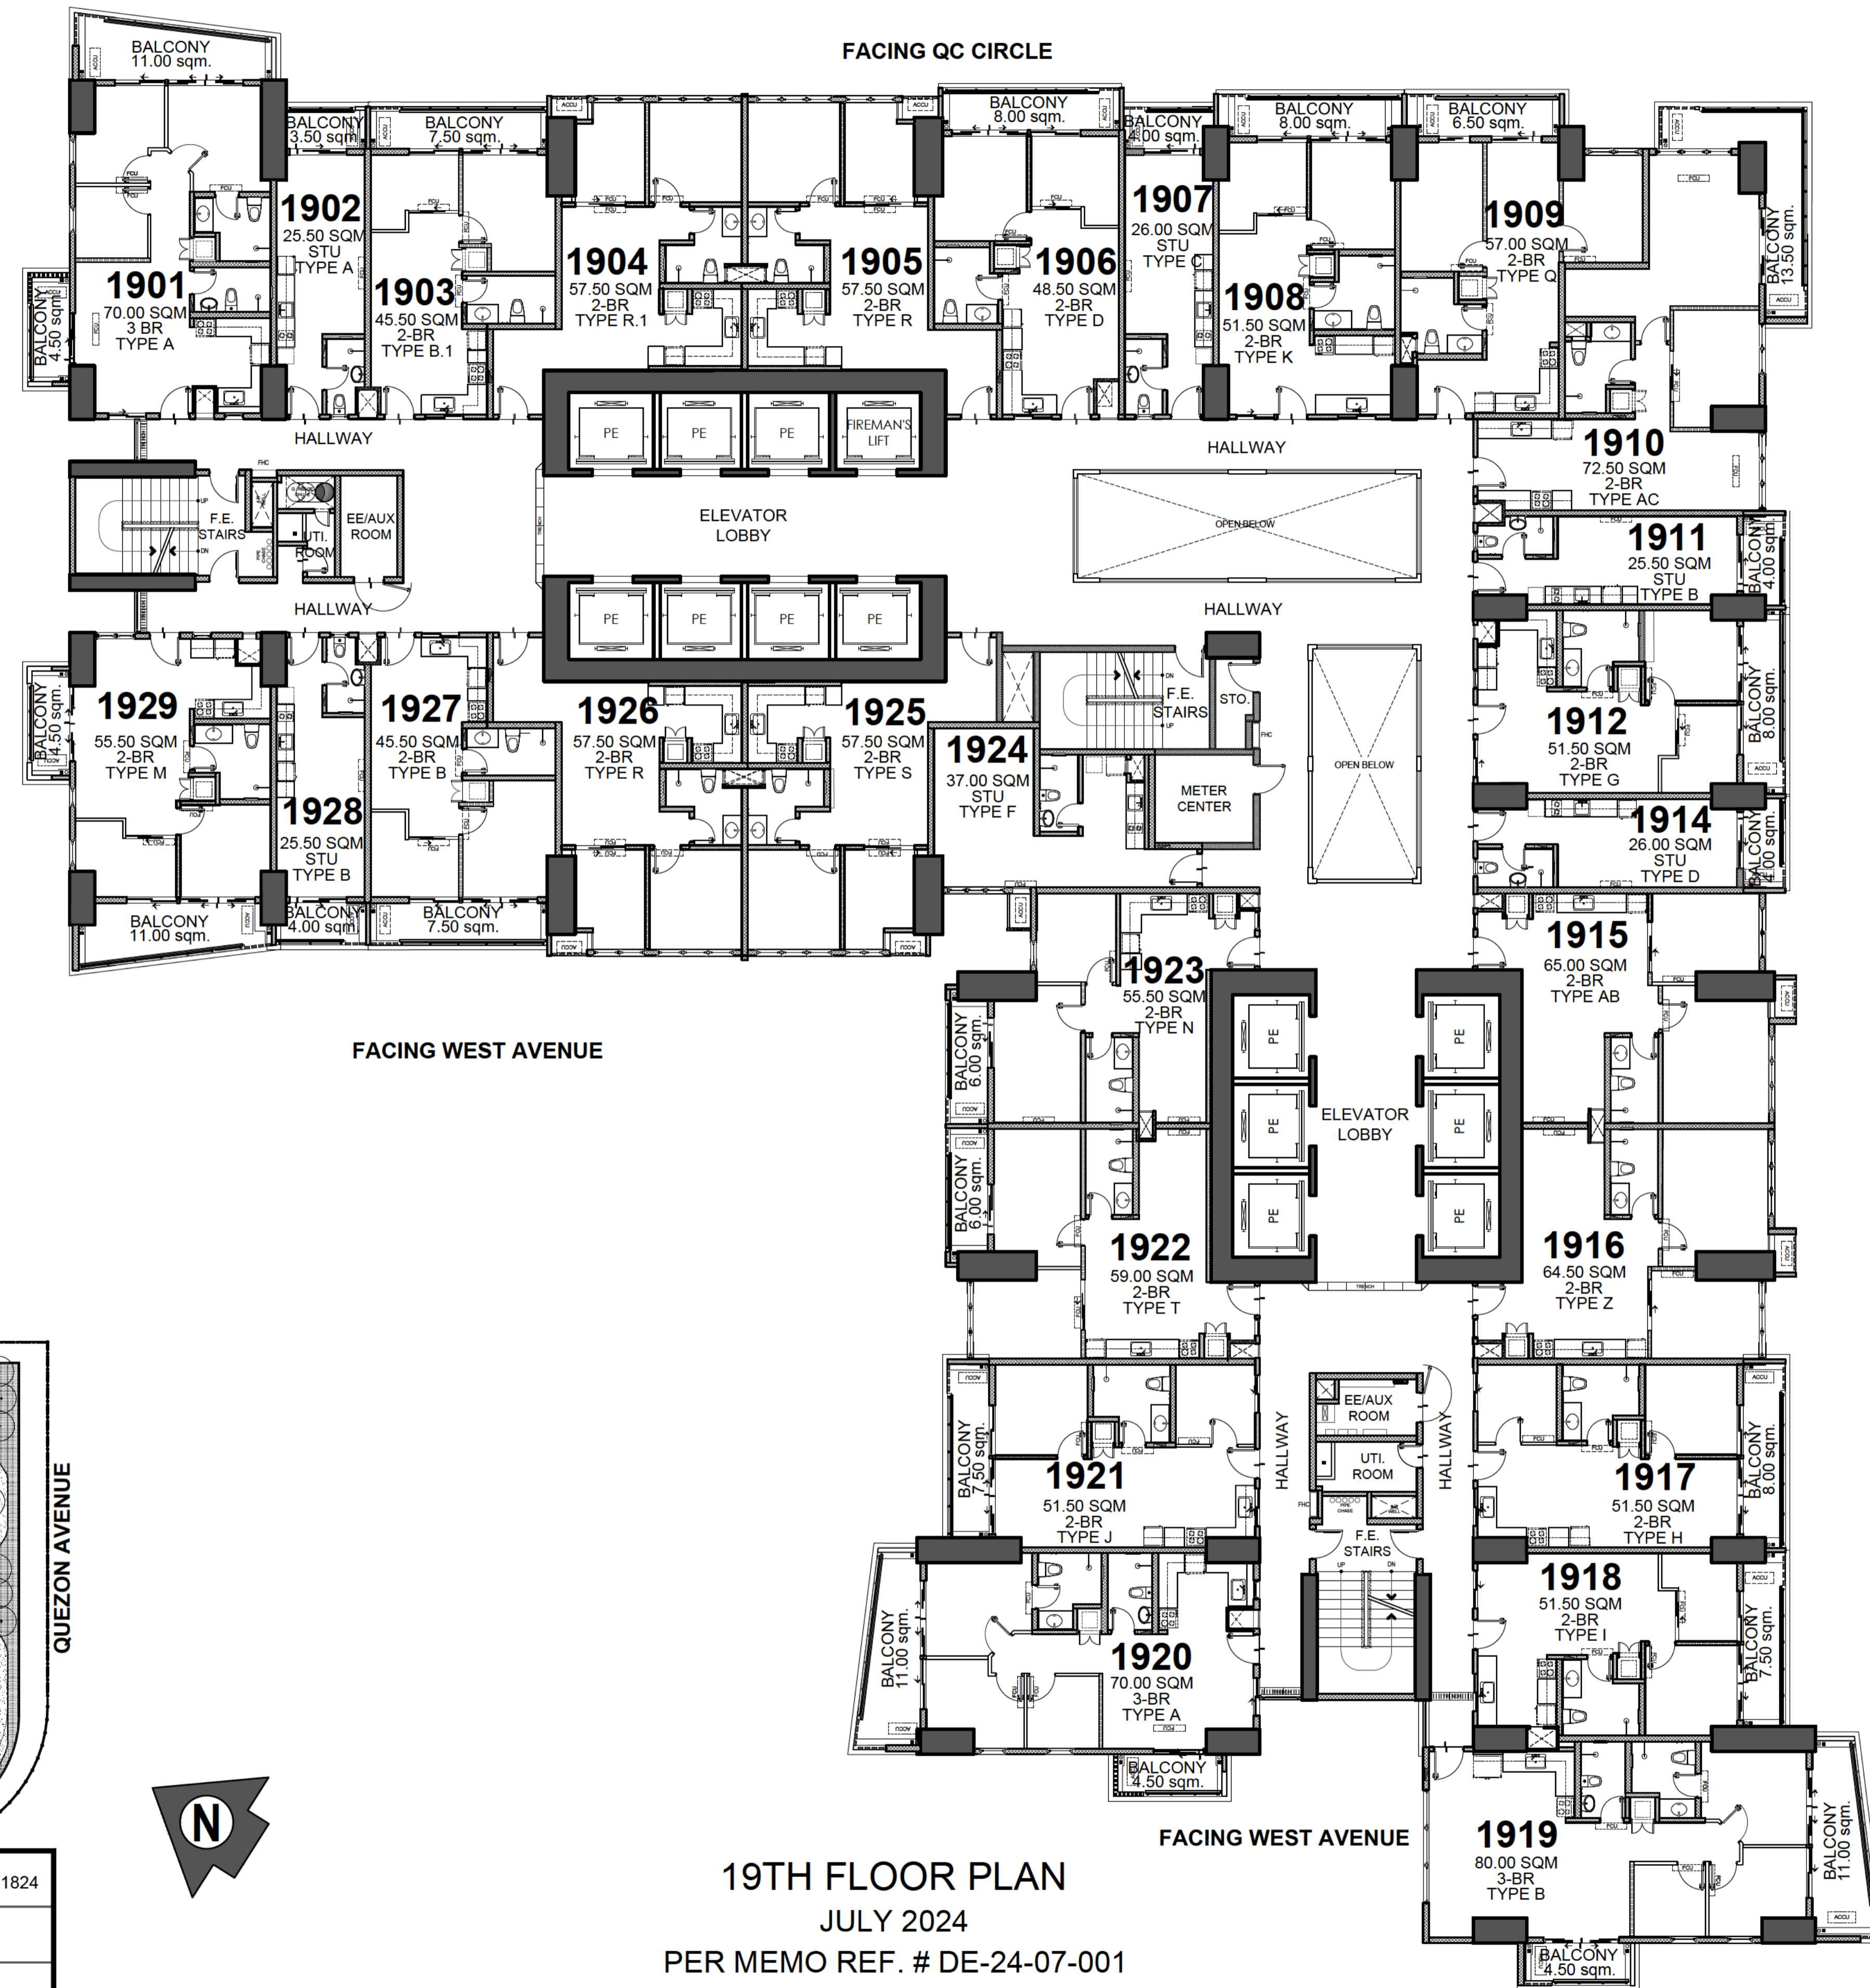 FACING QC CIRCLE
BALCONY
11.00 sqm.
BALCONY
3.50 sqm.
BALCONY
7.50 sqm.
BALCONY
8.00 sqm.
BALCONY
4.00 sqm.
BALCONY
8.00 sqm.
BALCONY
6.50 sqm.
BALCONY
13.50 sqm.
BALCONY
4.50 sqm.
1901
70.00 SQM
3 BR
TYPE A
1902
25.50 SQM
STU
TYPE A
1903
45.50 SQM
2-BR
TYPE B.1
1904
57.50 SQM
2-BR
TYPE R.1
1905
57.50 SQM
2-BR
TYPE R
1906
48.50 SQM
2-BR
TYPE D
1907
26.00 SQM
STU
TYPE C
1908
51.50 SQM
2-BR
TYPE K
1909
57.00 SQM
2-BR
TYPE Q
1910
72.50 SQM
2-BR
TYPE AC
HALLWAY
PE
PE
PE
FIREMAN'S
LIFT
HALLWAY
FHC
F.E.
STAIRS
UP
DN
UTI.
ROOM
EE/AUX
ROOM
TRENCH
ELEVATOR
LOBBY
OPEN BELOW
1911
25.50 SQM
STU
TYPE B
BALCONY
4.00 sqm.
HALLWAY
PE
PE
PE
PE
HALLWAY
1912
51.50 SQM
2-BR
TYPE G
BALCONY
8.00 sqm.
BALCONY
4.50 sqm.
1929
55.50 SQM
2-BR
TYPE M
1928
25.50 SQM
STU
TYPE B
1927
45.50 SQM
2-BR
TYPE B
1926
57.50 SQM
2-BR
TYPE R
1925
57.50 SQM
2-BR
TYPE S
1924
37.00 SQM
STU
TYPE F
DN
F.E.
STAIRS
UP
STO.
FHC
METER
CENTER
OPEN BELOW
1914
26.00 SQM
STU
TYPE D
BALCONY
4.00 sqm.
BALCONY
11.00 sqm.
BALCONY
4.00 sqm.
BALCONY
7.50 sqm.
1923
55.50 SQM
2-BR
TYPE N
1915
65.00 SQM
2-BR
TYPE AB
FACING WEST AVENUE
BALCONY
6.00 sqm.
BALCONY
6.00 sqm.
PE
PE
PE
ELEVATOR
LOBBY
PE
PE
PE
1922
59.00 SQM
2-BR
TYPE T
1916
64.50 SQM
2-BR
TYPE Z
TRENCH
BALCONY
7.50 sqm.
1921
51.50 SQM
2-BR
TYPE J
HALLWAY
EE/AUX
ROOM
UTI.
ROOM
HALLWAY
FHC
PIPE
CHASE
F.E.
STAIRS
UP
DN
1917
51.50 SQM
2-BR
TYPE H
BALCONY
8.00 sqm.
QUEZON AVENUE
BALCONY
11.00 sqm.
1920
70.00 SQM
3-BR
TYPE A
BALCONY
4.50 sqm.
1918
51.50 SQM
2-BR
TYPE I
BALCONY
7.50 sqm.
N
FACING WEST AVENUE
1919
80.00 SQM
3-BR
TYPE B
BALCONY
11.00 sqm.
BALCONY
4.50 sqm.
1824
19TH FLOOR PLAN
JULY 2024
PER MEMO REF. # DE-24-07-001